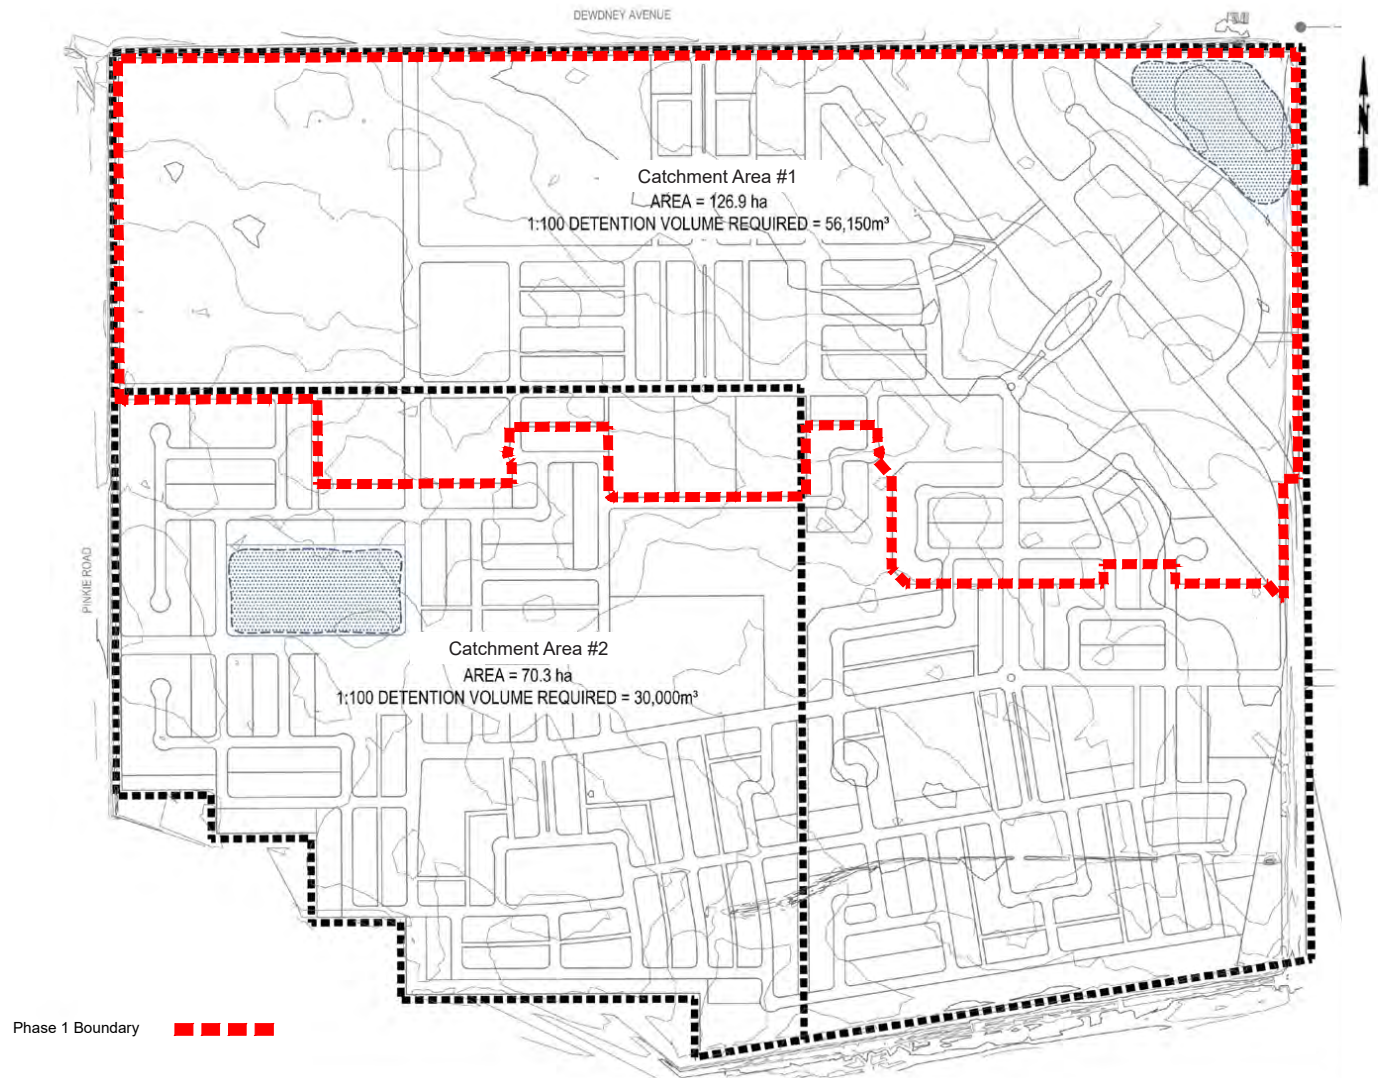 DEWDNEY AVENUE
N
Catchment Area #1
AREA = 126.9 ha
1:100 DETENTION VOLUME REQUIRED = 56,150m³
PINKIE ROAD
Catchment Area #2
AREA = 70.3 ha
1:100 DETENTION VOLUME REQUIRED = 30,000m³
Phase 1 Boundary